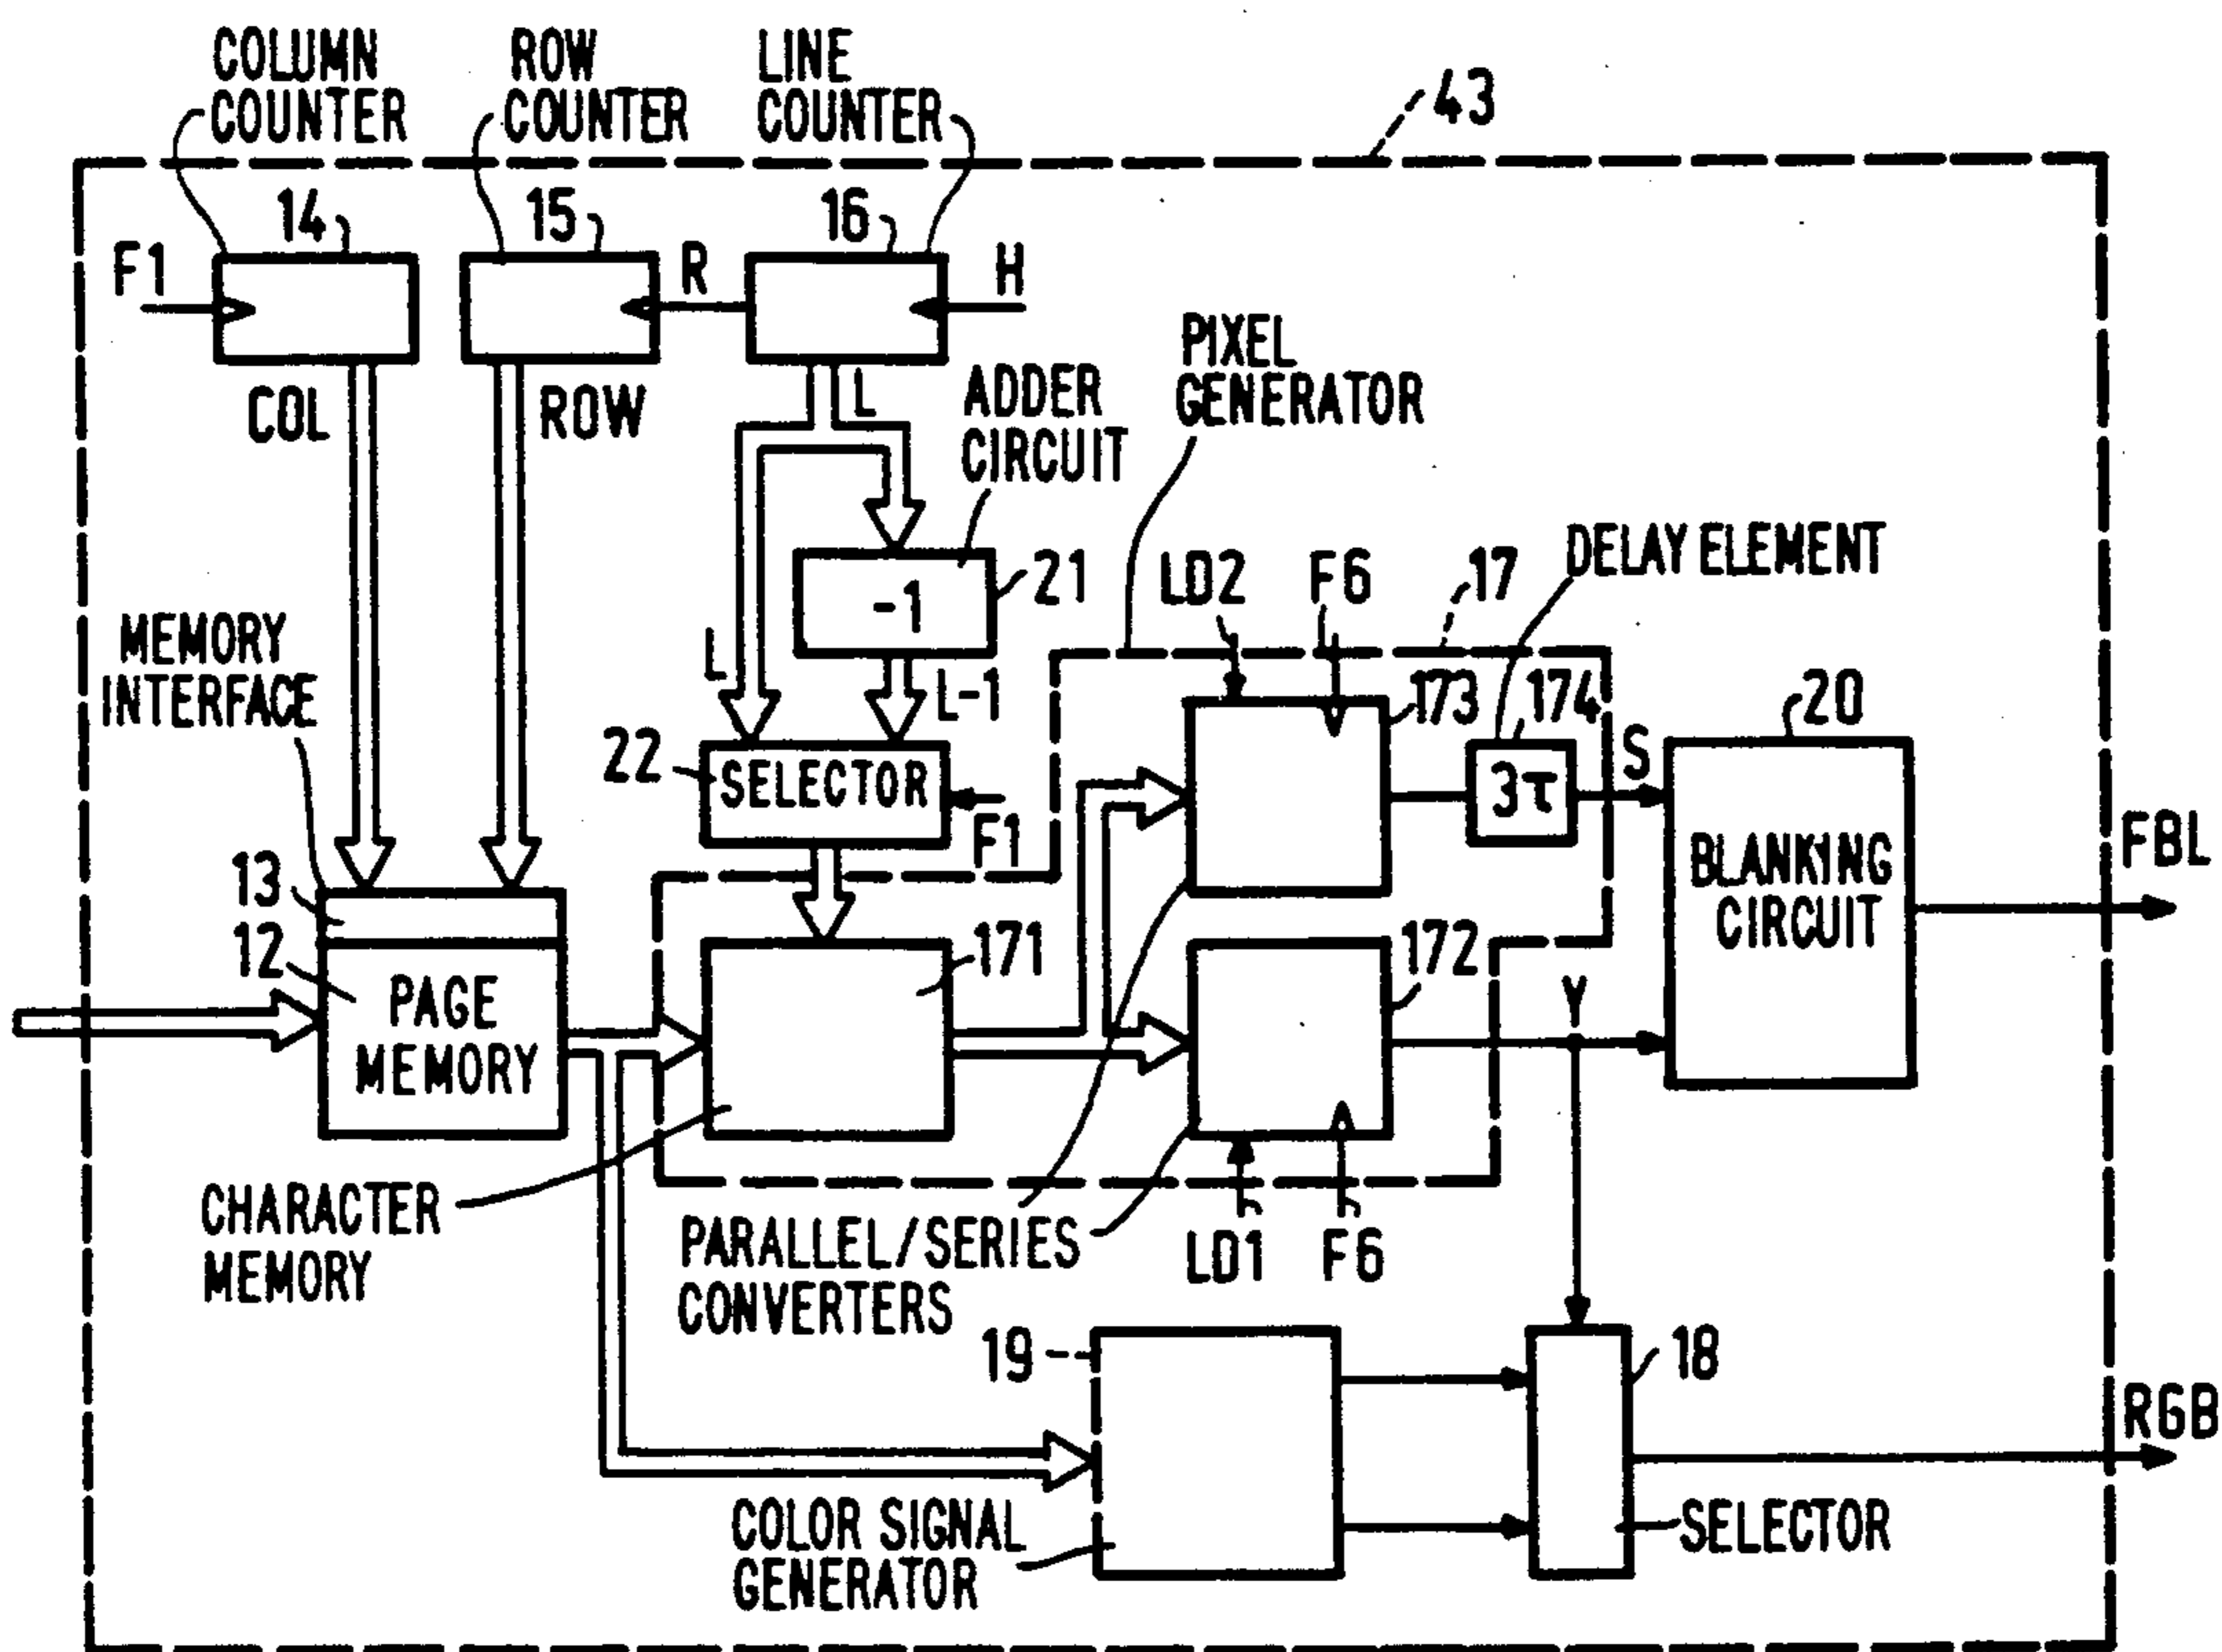 COLUMN
COUNTER
ROW
COUNTER
LINE
COUNTER
43
14
15
16
F1
R
H
COL
ROW
L
ADDER
CIRCUIT
PIXEL
GENERATOR
-1
21
LD2
F6
17
DELAY ELEMENT
MEMORY
INTERFACE
L
L-1
22
SELECTOR
F1
173
174
3τ
S
20
BLANKING
CIRCUIT
FBL
13
12
PAGE
MEMORY
171
172
Y
CHARACTER
MEMORY
PARALLEL/SERIES
CONVERTERS
LD1
F6
19
18
RGB
COLOR SIGNAL
GENERATOR
SELECTOR